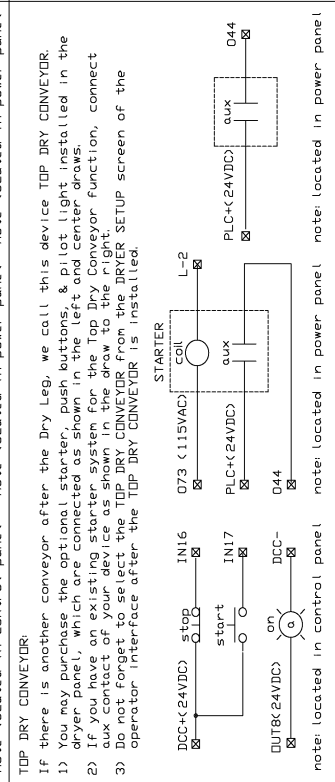 TOP DRY CONVEYOR:
If there is another conveyor after the Dry Leg, we call this device TOP DRY CONVEYOR.
1) You may purchase the optional starter, push buttons, & pilot light installed in the
dryer panel, which are connected as shown in the left and center draws.
2) If you have an existing starter system for the Top Dry Conveyor function, connect
aux contact of your device as shown in the draw to the right.
3) Do not forget to select the TOP DRY CONVEYOR from the DRYER SETUP screen of the
operator interface after the TOP DRY CONVEYOR is installed.
DCC+(24VDC)
stop
IN16
start
IN17
OUT8(24VDC)
on
a
DCC-
note: located in control panel
STARTER
O73 (115VAC)
coil
L-2
PLC+(24VDC)
aux
O44
note: located in power panel
PLC+(24VDC)
aux
O44
note: located in power panel